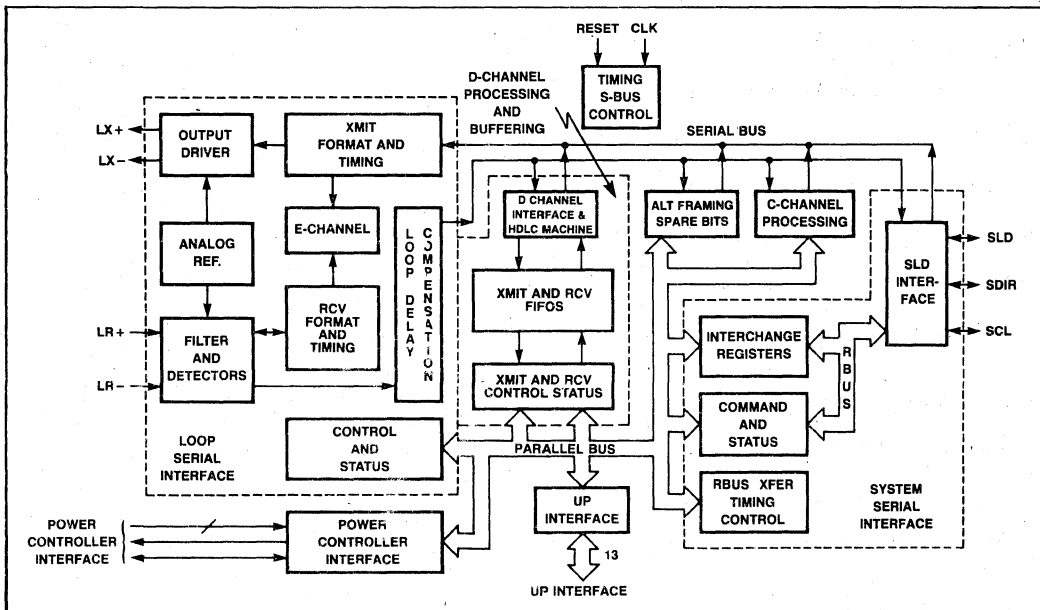 RESET CLK
TIMING
S-BUS
CONTROL
D-CHANNEL
PROCESSING
AND
BUFFERING
SERIAL BUS
LX+
LX−
OUTPUT
DRIVER
XMIT
FORMAT AND
TIMING
E-CHANNEL
ANALOG
REF.
RCV
FORMAT
AND
TIMING
LR+
LR−
FILTER
AND
DETECTORS
LOOP DELAY
COMPENSATION
D CHANNEL
INTERFACE &
HDLC MACHINE
XMIT AND RCV
FIFOS
XMIT AND RCV
CONTROL STATUS
ALT FRAMING
SPARE BITS
C-CHANNEL
PROCESSING
SLD
INTER-
FACE
SLD
SDIR
SCL
INTERCHANGE
REGISTERS
RBUS
COMMAND
AND
STATUS
RBUS XFER
TIMING
CONTROL
SYSTEM
SERIAL
INTERFACE
LOOP
SERIAL
INTERFACE
CONTROL
AND
STATUS
PARALLEL BUS
UP
INTERFACE
13
UP INTERFACE
POWER
CONTROLLER
INTERFACE
POWER
CONTROLLER
INTERFACE